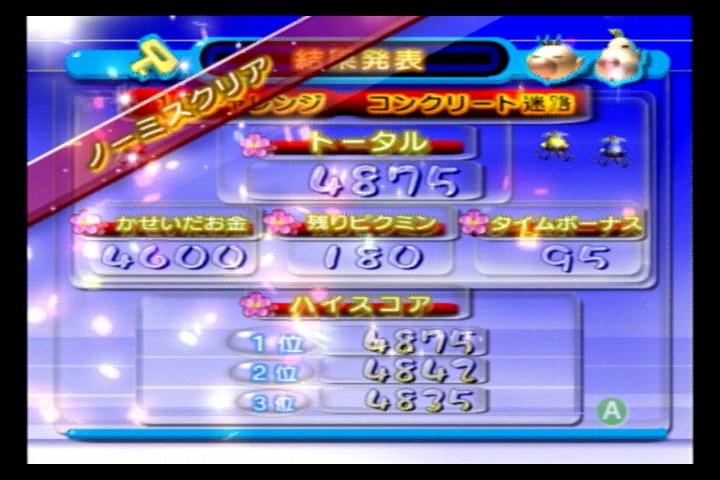 結果発表
ノーミスクリア
レンジ コンクリート迷路
トータル
4875
かせいだお金 残りピクミン タイムボーナス
4600 180 95
ハイスコア
1位 4875
2位 4842
3位 4835
A